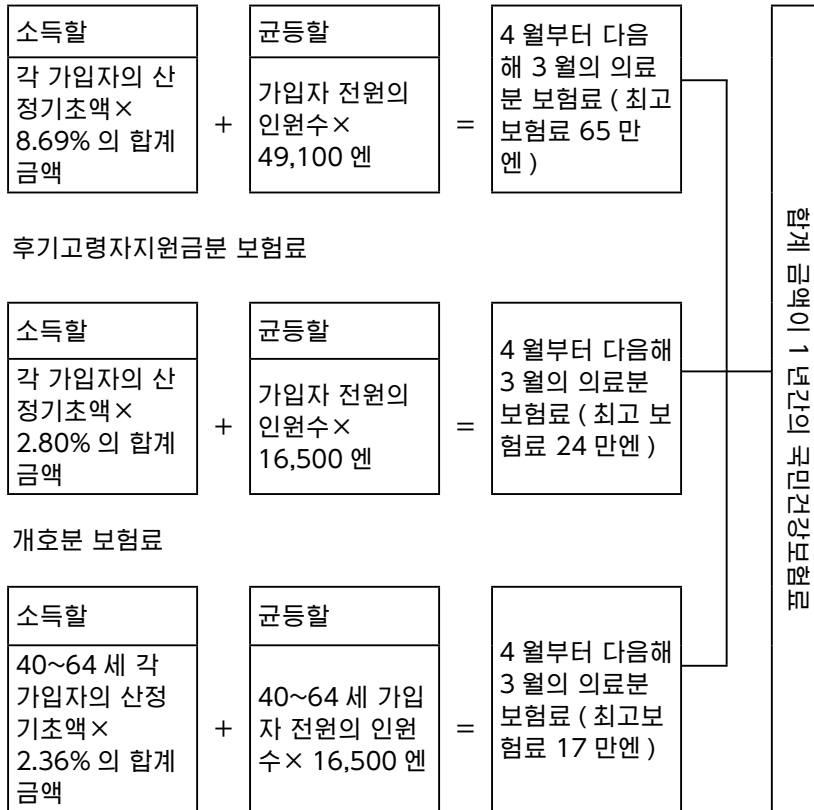 소득할
각 가입자의 산
정기초액×
8.69% 의 합계
금액
+
균등할
가입자 전원의
인원수×
49,100 엔
=
4 월부터 다음
해 3 월의 의료
분 보험료 ( 최고
보험료 65 만
엔 )
후기고령자지원금분 보험료
소득할
각 가입자의 산
정기초액×
2.80% 의 합계
금액
+
균등할
가입자 전원의
인원수×
16,500 엔
=
4 월부터 다음해
3 월의 의료분
보험료 ( 최고 보
험료 24 만엔 )
개호분 보험료
소득할
40~64 세 각
가입자의 산정
기초액×
2.36% 의 합계
금액
+
균등할
40~64 세 가입
자 전원의 인원
수× 16,500 엔
=
4 월부터 다음해
3 월의 의료분
보험료 ( 최고보
험료 17 만엔 )
합계 금액이 1 년간의 국민건강보험료